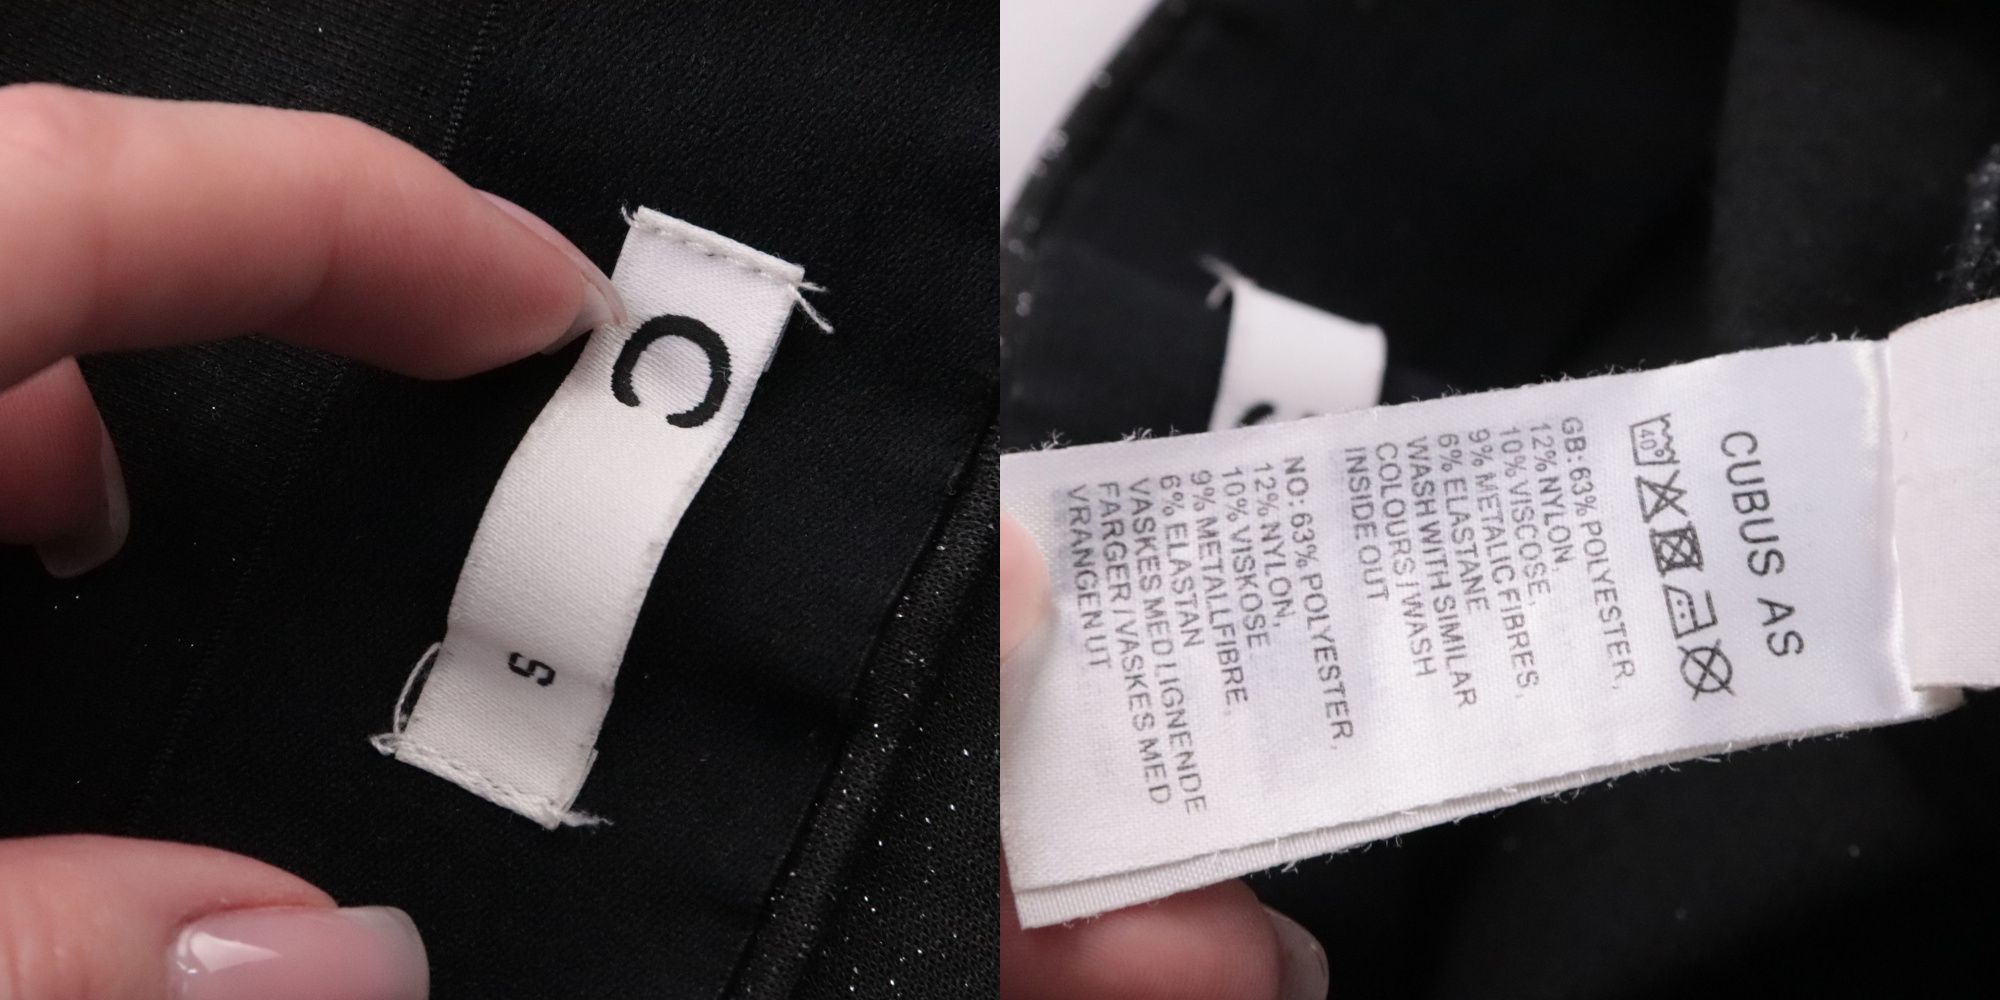 C
S
CUBUS AS
40
GB: 63% POLYESTER,
12% NYLON,
10% VISCOSE,
9% METALIC FIBRES,
6% ELASTANE
WASH WITH SIMILAR
COLOURS / WASH
INSIDE OUT
NO: 63% POLYESTER,
12% NYLON,
10% VISKOSE
9% METALLFIBRE,
6% ELASTAN
VASKES MED LIGNENDE
FARGER / VASKES MED
VRANGEN UT